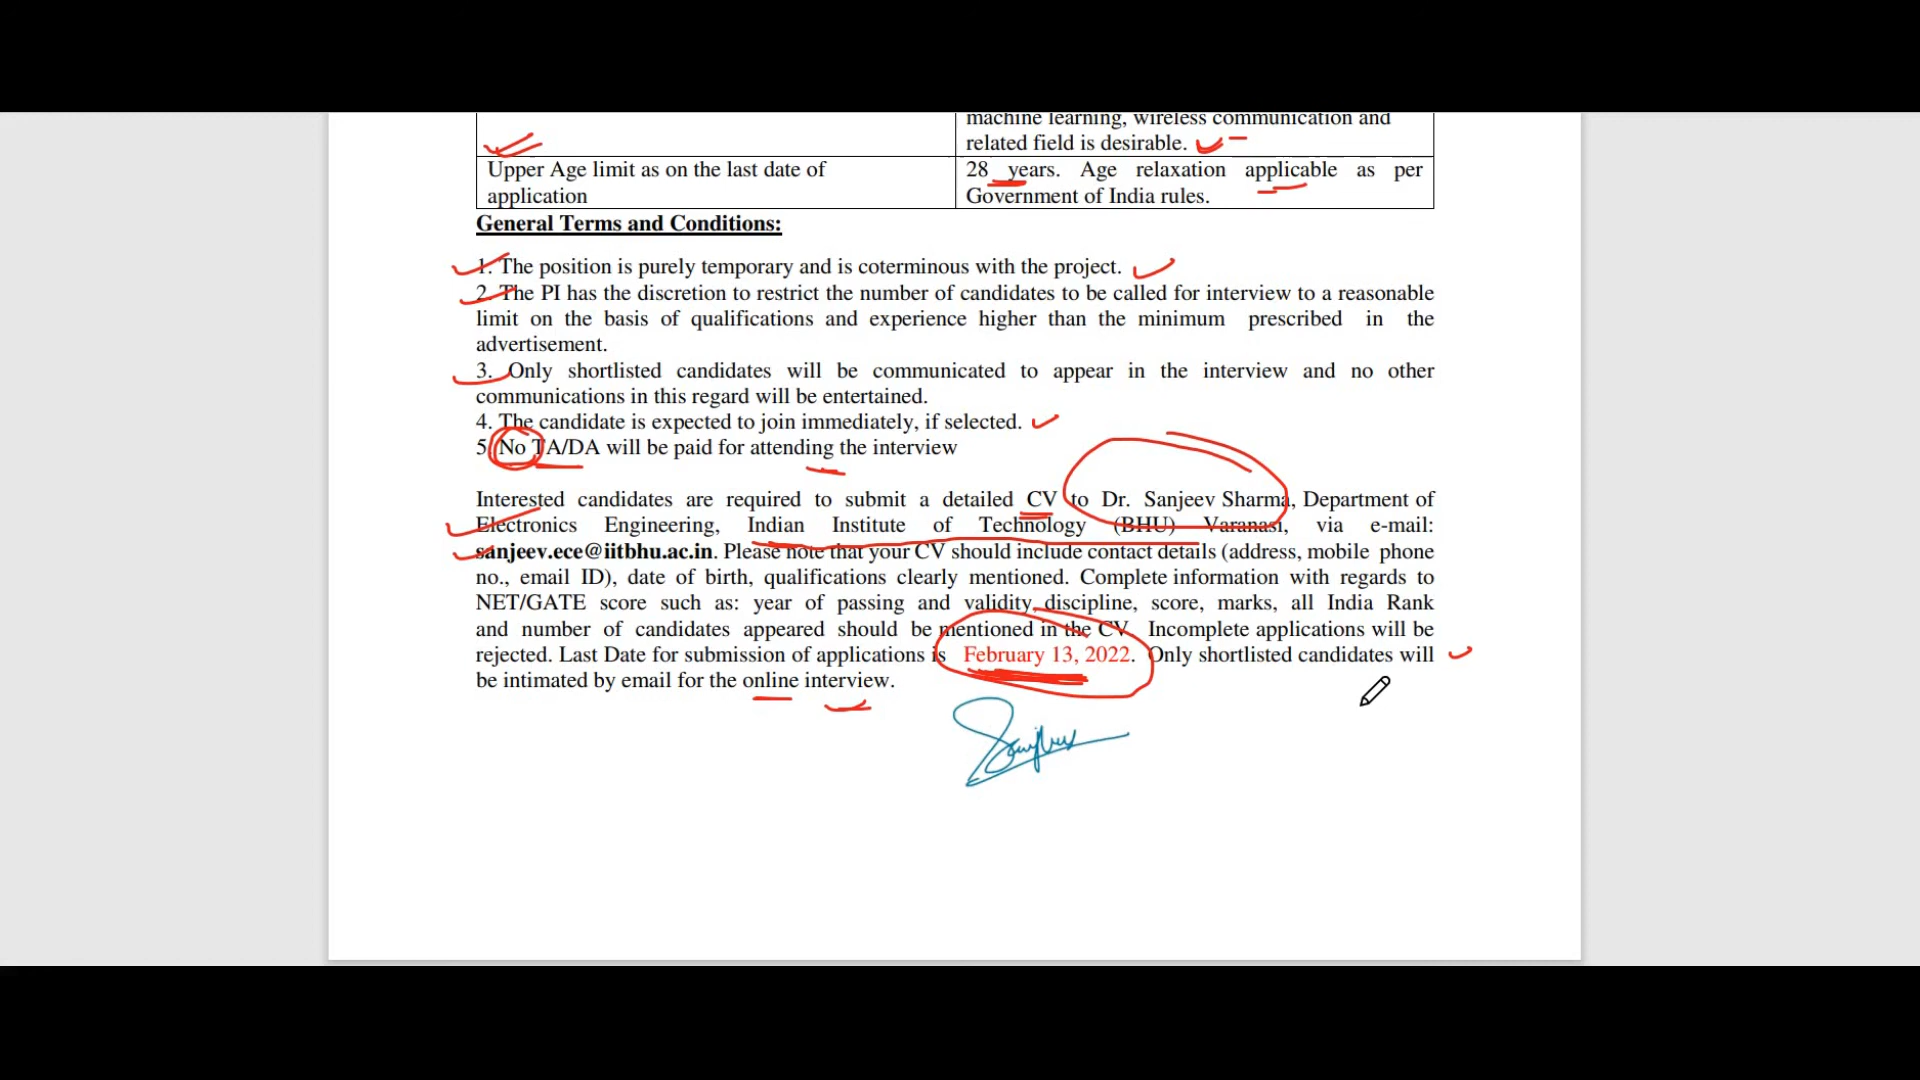 machine learning, wireless communication and
related field is desirable.
Upper Age limit as on the last date of
application
28 years. Age relaxation applicable as per
Government of India rules.
General Terms and Conditions:
1. The position is purely temporary and is coterminous with the project.
2. The PI has the discretion to restrict the number of candidates to be called for interview to a reasonable
limit on the basis of qualifications and experience higher than the minimum prescribed in the
advertisement.
3. Only shortlisted candidates will be communicated to appear in the interview and no other
communications in this regard will be entertained.
4. The candidate is expected to join immediately, if selected.
5. No TA/DA will be paid for attending the interview
Interested candidates are required to submit a detailed CV to Dr. Sanjeev Sharma, Department of
Electronics Engineering, Indian Institute of Technology (BHU) Varanasi, via e-mail:
sanjeev.ece@iitbhu.ac.in. Please note that your CV should include contact details (address, mobile phone
no., email ID), date of birth, qualifications clearly mentioned. Complete information with regards to
NET/GATE score such as: year of passing and validity, discipline, score, marks, all India Rank
and number of candidates appeared should be mentioned in the CV. Incomplete applications will be
rejected. Last Date for submission of applications is February 13, 2022. Only shortlisted candidates will
be intimated by email for the online interview.